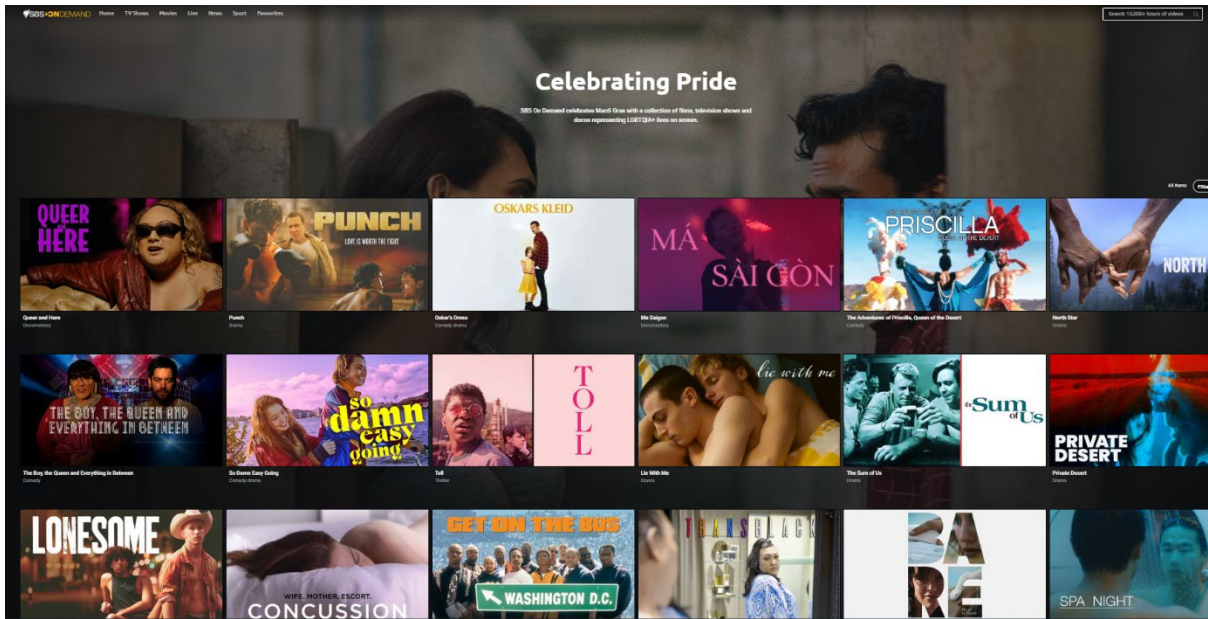 SBS ON DEMAND Home TV Shows Movies Live News Sport Favourites Search 15,000+ hours of videos
Celebrating Pride
SBS On Demand celebrates Mardi Gras with a collection of films, television shows and
docos representing LGBTQIA+ lives on screen.
QUEER
HERE
PUNCH
LOVE IS WORTH THE FIGHT
OSKARS KLEID
MÁ
SÀI GÒN
PRISCILLA
NORTH
Queer and Here
Documentary
Punch
Drama
Oskar's Dress
Comedy drama
Ma Saigon
Documentary
The Adventures of Priscilla, Queen of the Desert
Comedy
North Star
Drama
THE BOY, THE QUEEN AND
EVERYTHING IN BETWEEN
so
damn
easy
going
TOLL
lie with me
the Sum
of Us
PRIVATE
DESERT
The Boy, the Queen and Everything in Between
Comedy
So Damn Easy Going
Comedy drama
Toll
Thriller
Lie With Me
Drama
The Sum of Us
Drama
Private Desert
Drama
LONESOME
WIFE. MOTHER. ESCORT.
CONCUSSION
GET ON THE BUS
WASHINGTON D.C.
TRANSBLACK
BA
RE
SPA NIGHT